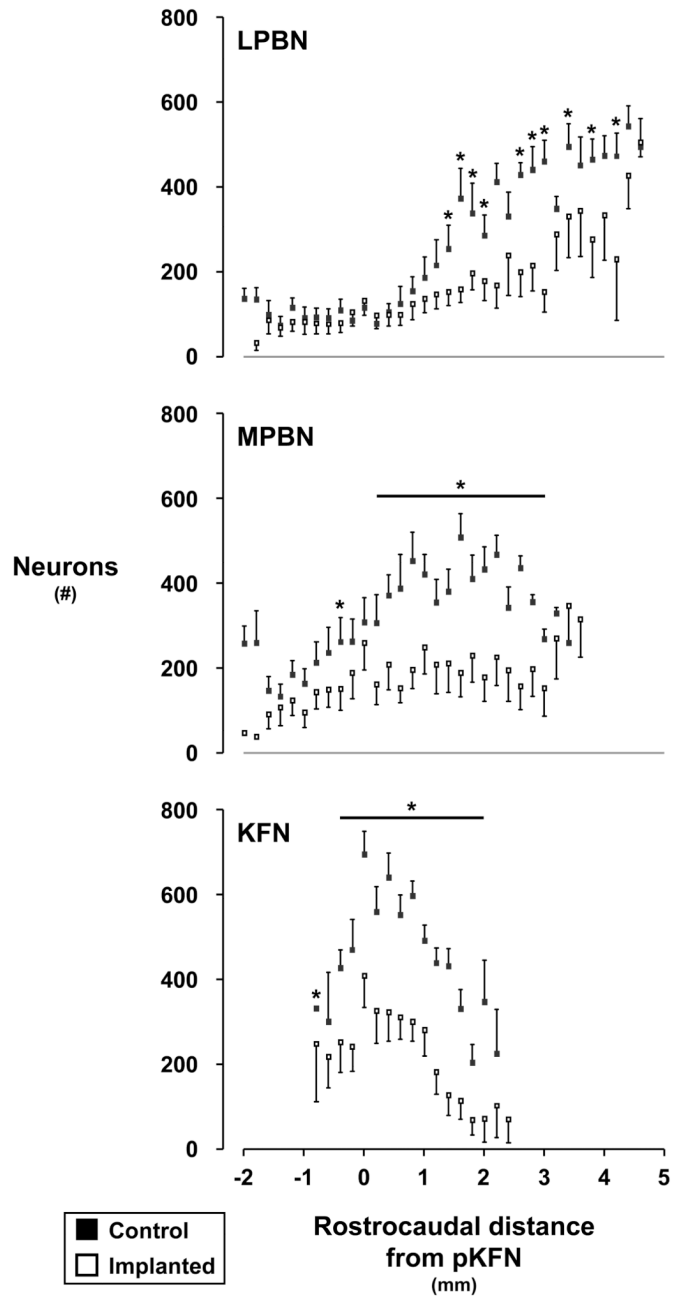 800
LPBN
600
* * * * * * * * * *
400
200
0
800
MPBN
*
600
Neurons
(#)
400
*
200
0
800
*
KFN
600
400
*
200
0
-2 -1 0 1 2 3 4 5
Control
Implanted
Rostrocaudal distance
from pKFN
(mm)